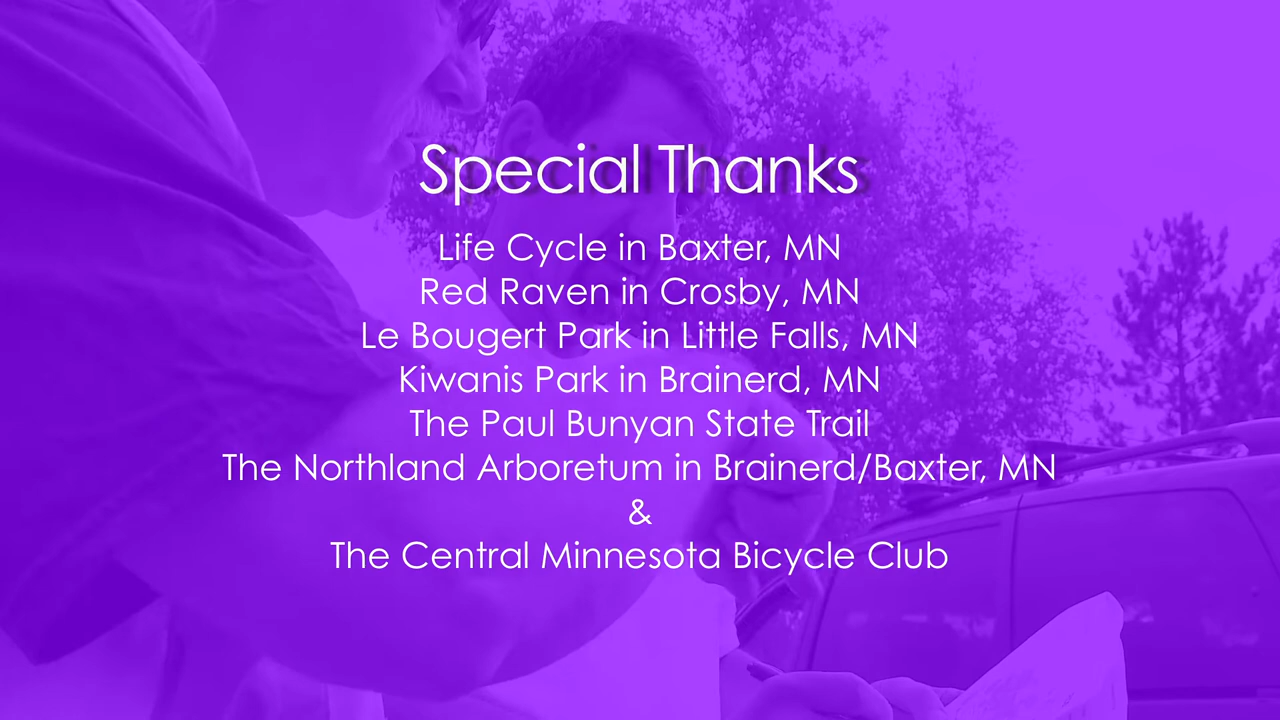 Special Thanks
Life Cycle in Baxter, MN
Red Raven in Crosby, MN
Le Bougert Park in Little Falls, MN
Kiwanis Park in Brainerd, MN
The Paul Bunyan State Trail
The Northland Arboretum in Brainerd/Baxter, MN
&
The Central Minnesota Bicycle Club